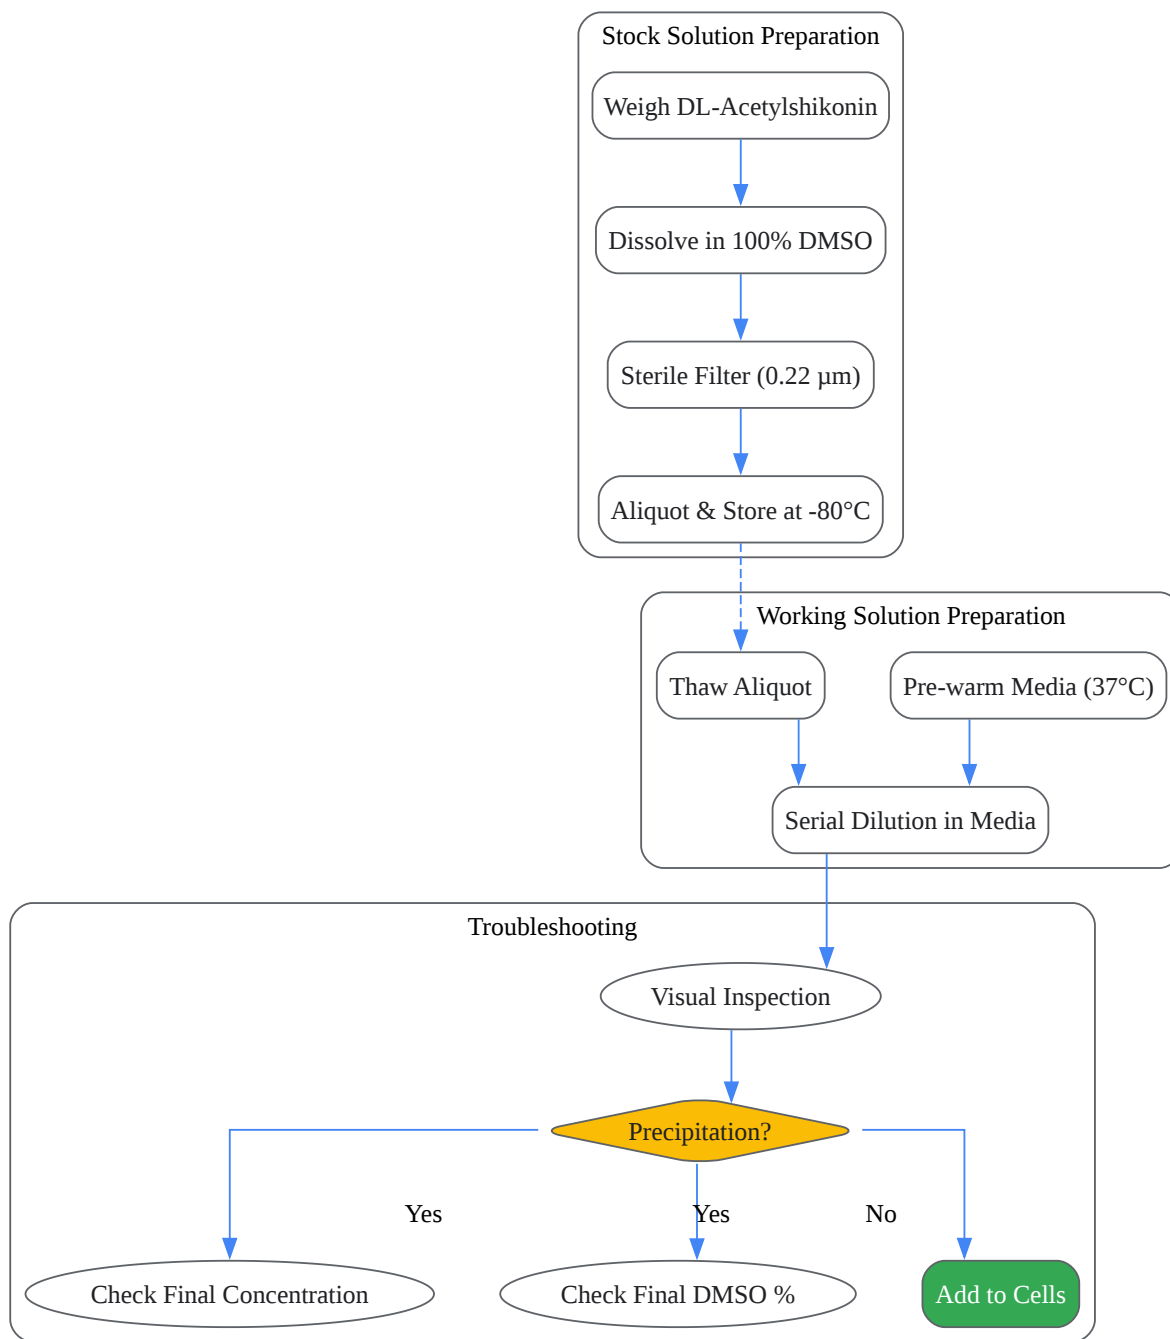 Stock Solution Preparation
Weigh DL-Acetylshikonin
Dissolve in 100% DMSO
Sterile Filter (0.22 µm)
Aliquot & Store at -80°C
Working Solution Preparation
Thaw Aliquot
Pre-warm Media (37°C)
Serial Dilution in Media
Troubleshooting
Visual Inspection
Precipitation?
Yes
Yes
No
Check Final Concentration
Check Final DMSO %
Add to Cells